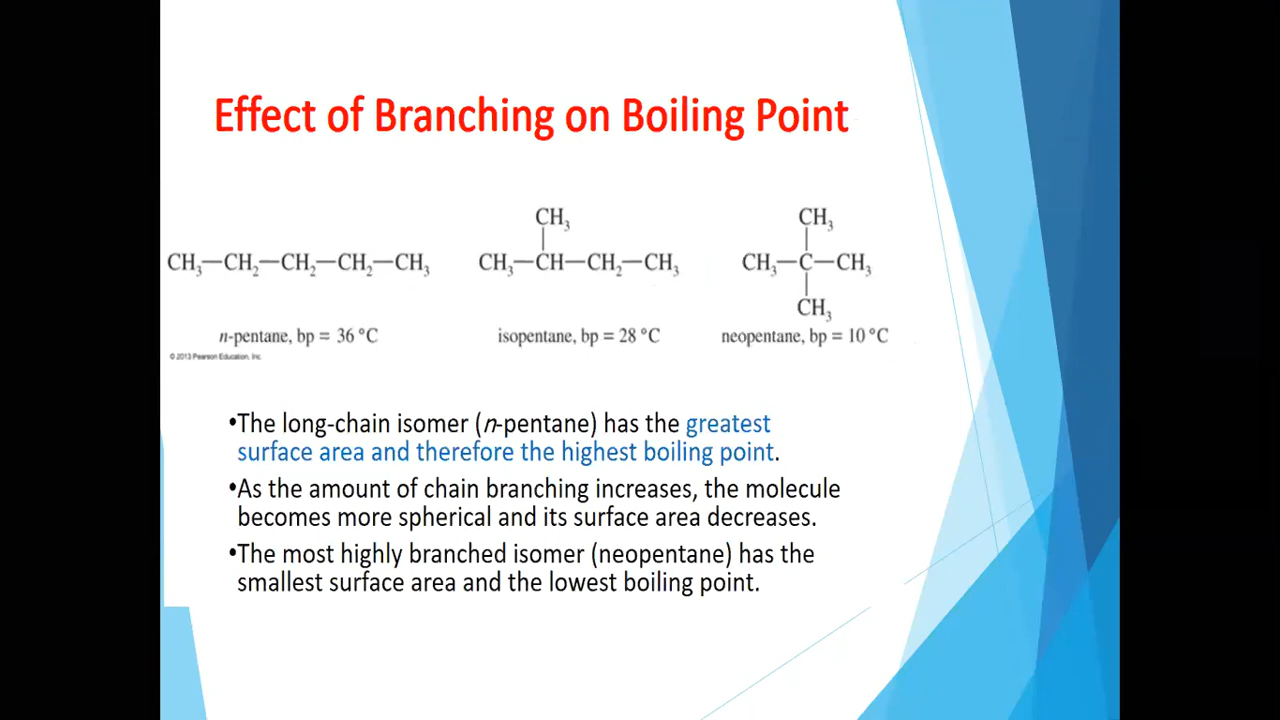 Effect of Branching on Boiling Point
CH₃
CH₃
CH₃—CH₂—CH₂—CH₂—CH₃
CH₃—CH—CH₂—CH₃
CH₃—C—CH₃
CH₃
n-pentane, bp = 36 °C
isopentane, bp = 28 °C
neopentane, bp = 10 °C
© 2013 Pearson Education, Inc.
•The long-chain isomer (n-pentane) has the greatest
surface area and therefore the highest boiling point.
•As the amount of chain branching increases, the molecule
becomes more spherical and its surface area decreases.
•The most highly branched isomer (neopentane) has the
smallest surface area and the lowest boiling point.